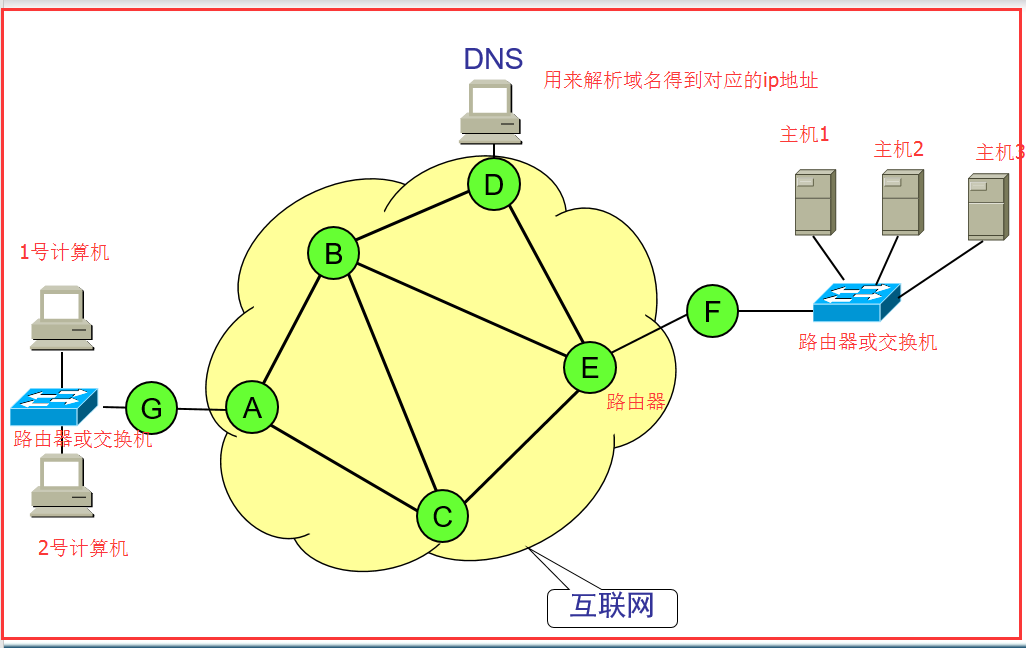 DNS
用来解析域名得到对应的ip地址
主机1
主机2
主机3
D
B
1号计算机
F
路由器或交换机
E
路由器
G
A
路由器或交换机
C
2号计算机
互联网